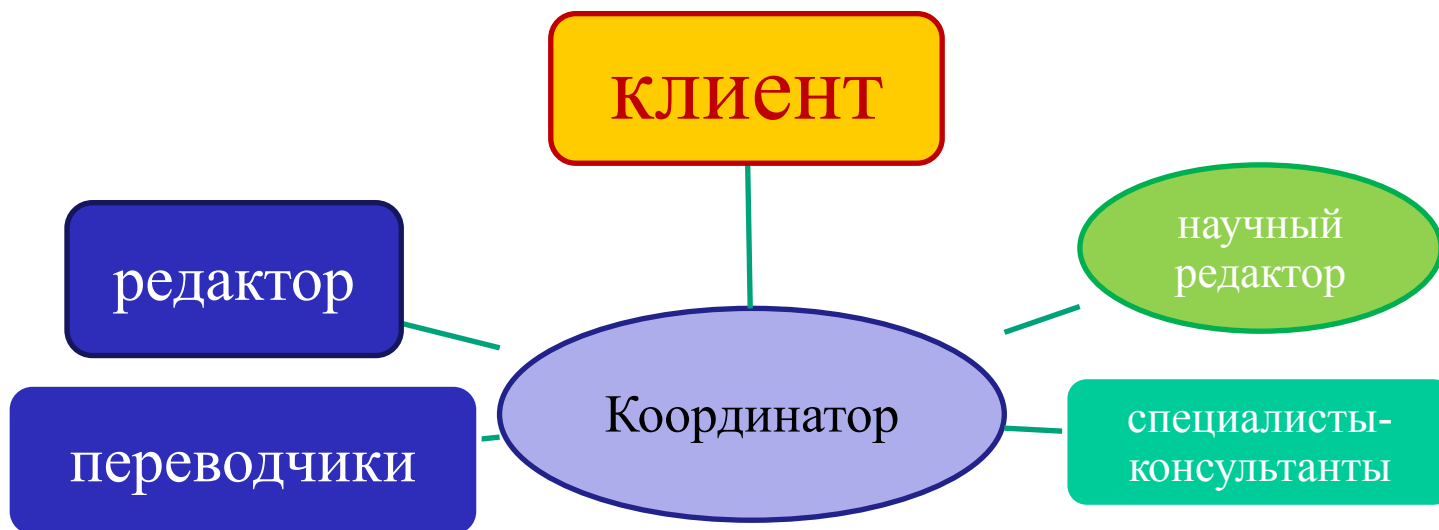 клиент
редактор
научный
редактор
Координатор
переводчики
специалисты-
консультанты